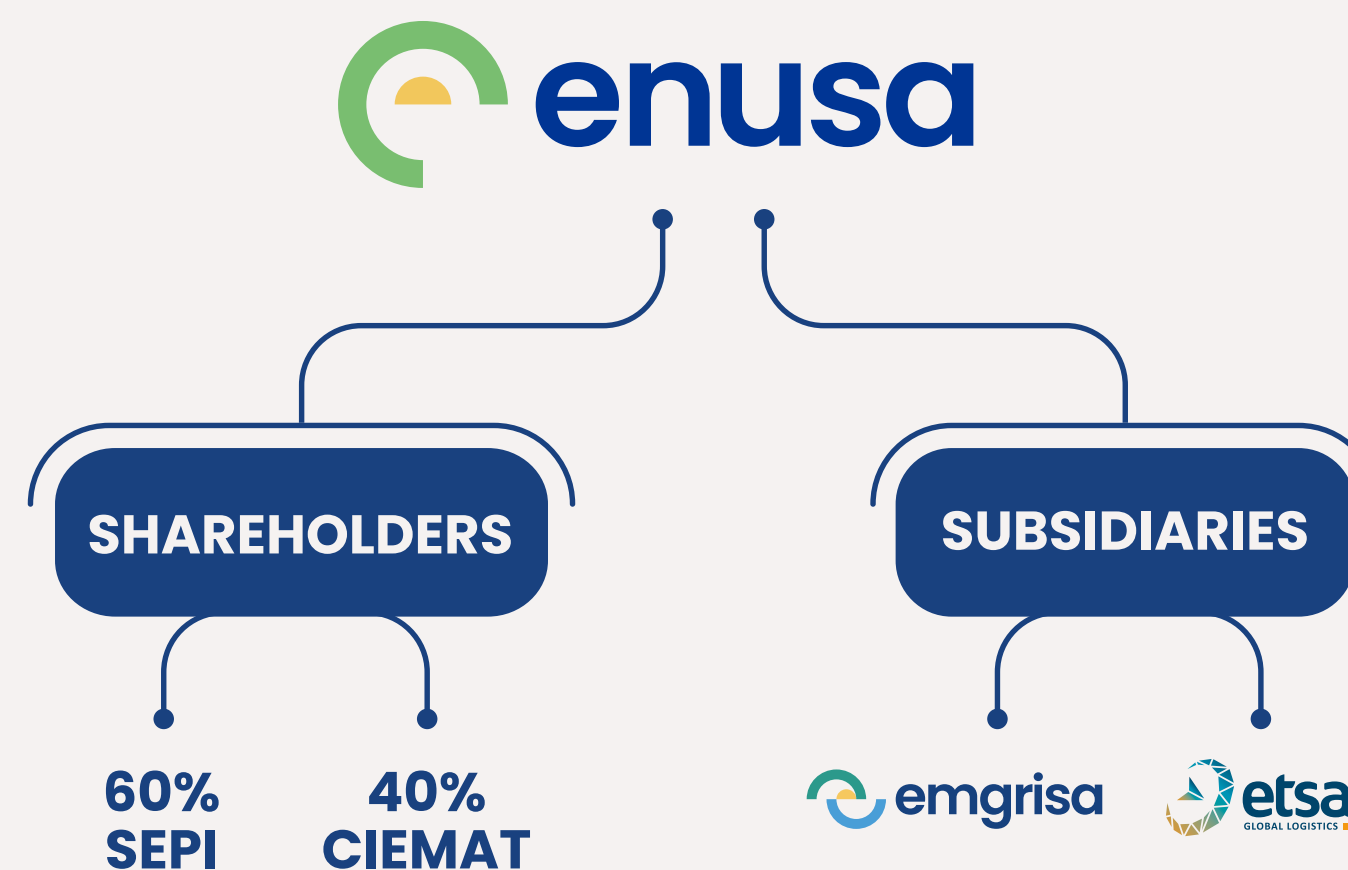 enusa
SHAREHOLDERS
SUBSIDIARIES
60%
SEPI
40%
CIEMAT
emgrisa
etsa
GLOBAL LOGISTICS